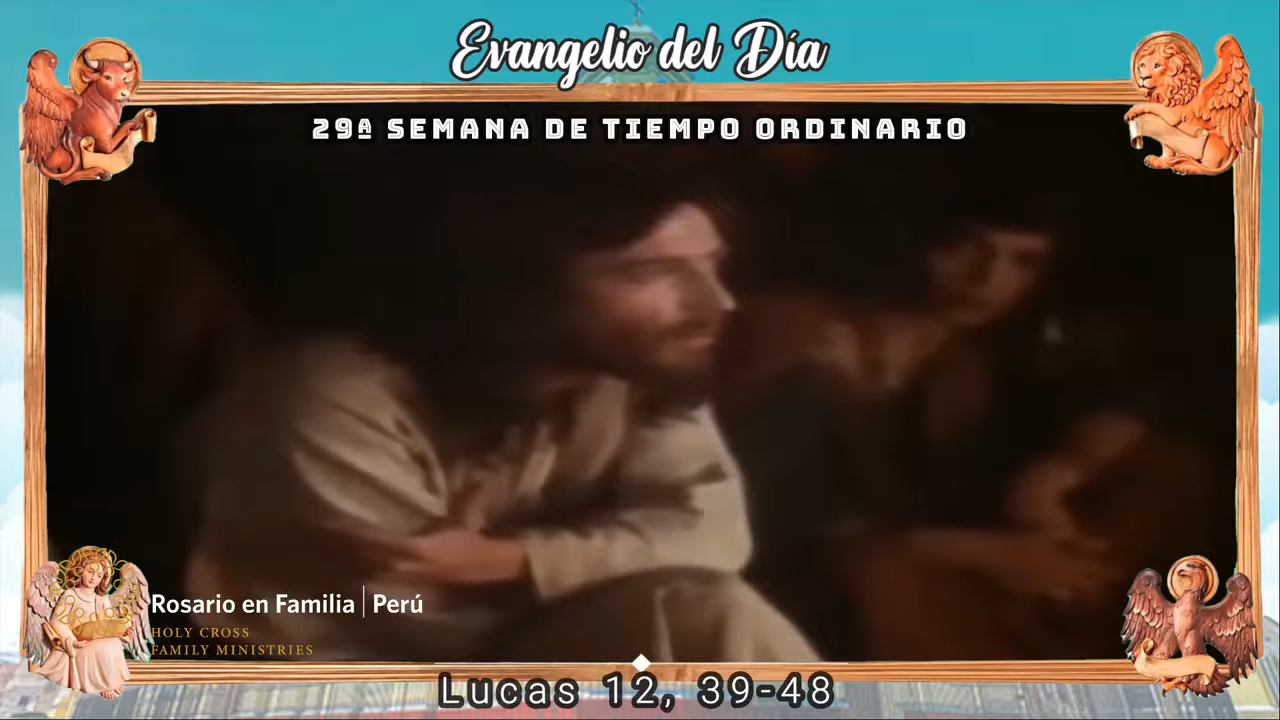 Evangelio del Día
29ª SEMANA DE TIEMPO ORDINARIO
Rosario en Familia | Perú
HOLY CROSS
FAMILY MINISTRIES
Lucas 12, 39-48